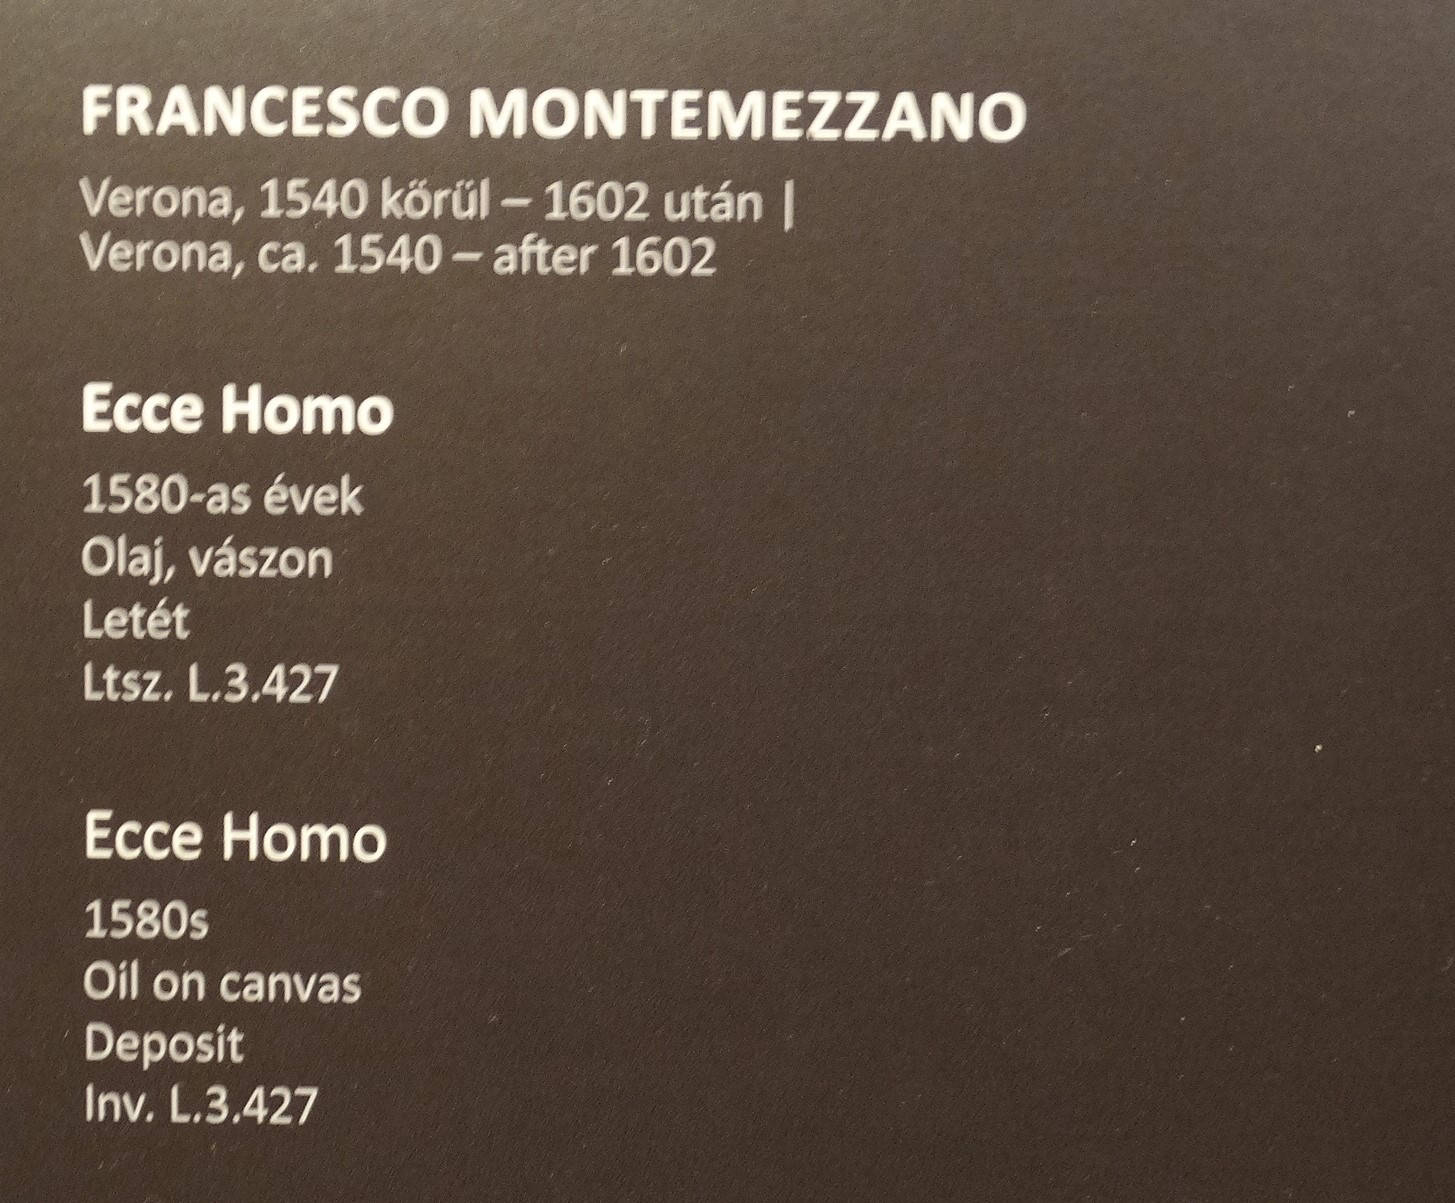 FRANCESCO MONTEMEZZANO
Verona, 1540 kőrűl – 1602 után |
Verona, ca. 1540 – after 1602
Ecce Homo
1580-as évek
Olaj, vászon
Letét
Ltsz. L.3.427
Ecce Homo
1580s
Oil on canvas
Deposit
Inv. L.3.427